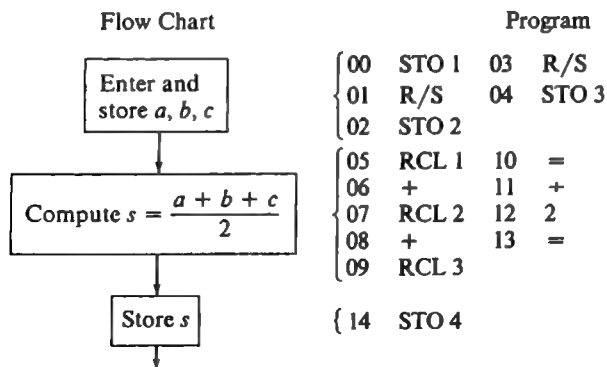 Flow Chart Program
Enter and
store a, b, c
00 STO 1 03 R/S
01 R/S 04 STO 3
02 STO 2
Compute s = \frac{a + b + c}{2}
05 RCL 1 10 =
06 + 11 +
07 RCL 2 12 2
08 + 13 =
09 RCL 3
Store s
14 STO 4